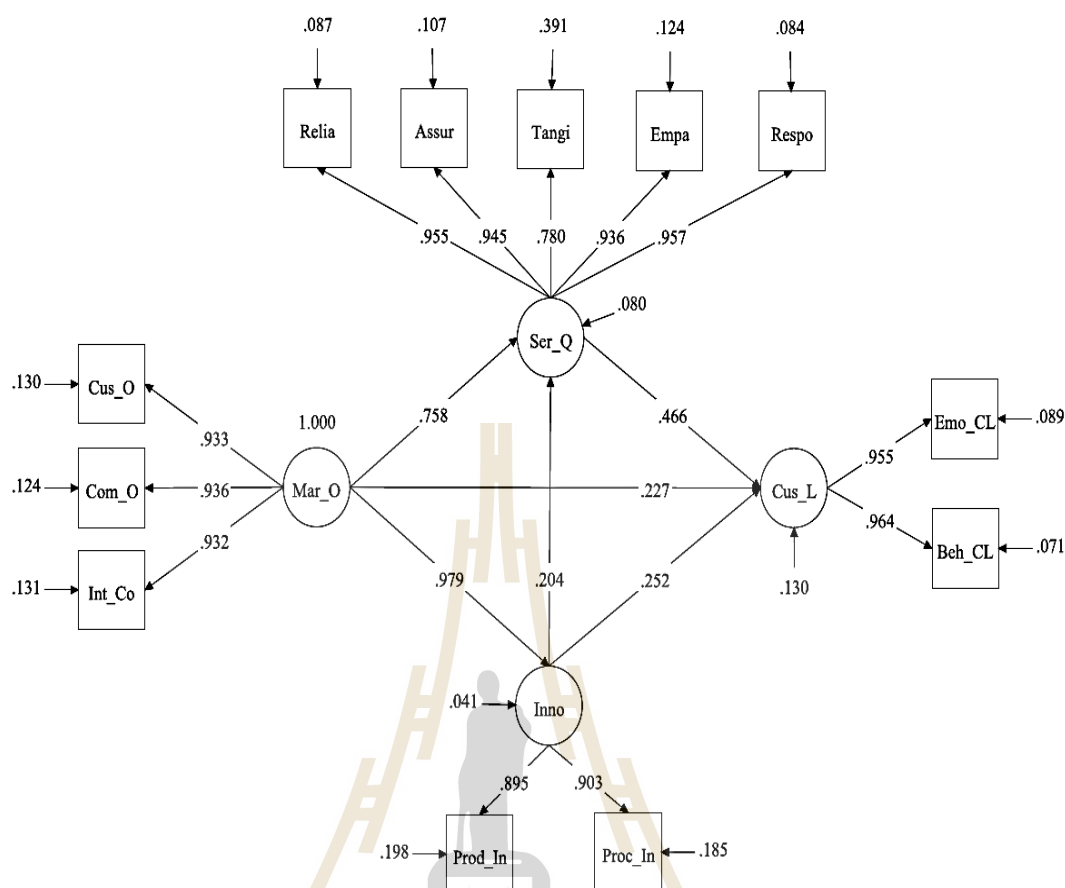 .087 .107 .391 .124 .084
Relia Assur Tangi Empa Respo
.955 .945 .780 .936 .957
.080
Ser_Q
.130 Cus_O
Emo_CL .089
.758 .466
1.000
.933
.955
Com_O
.124 .936 Mar_O .227 Cus_L
.964
.932
Beh_CL .071
.131 Int_Co
.979 .204 .252 .130
.041 Inno
.895 .903
.198 Prod_In Proc_In .185